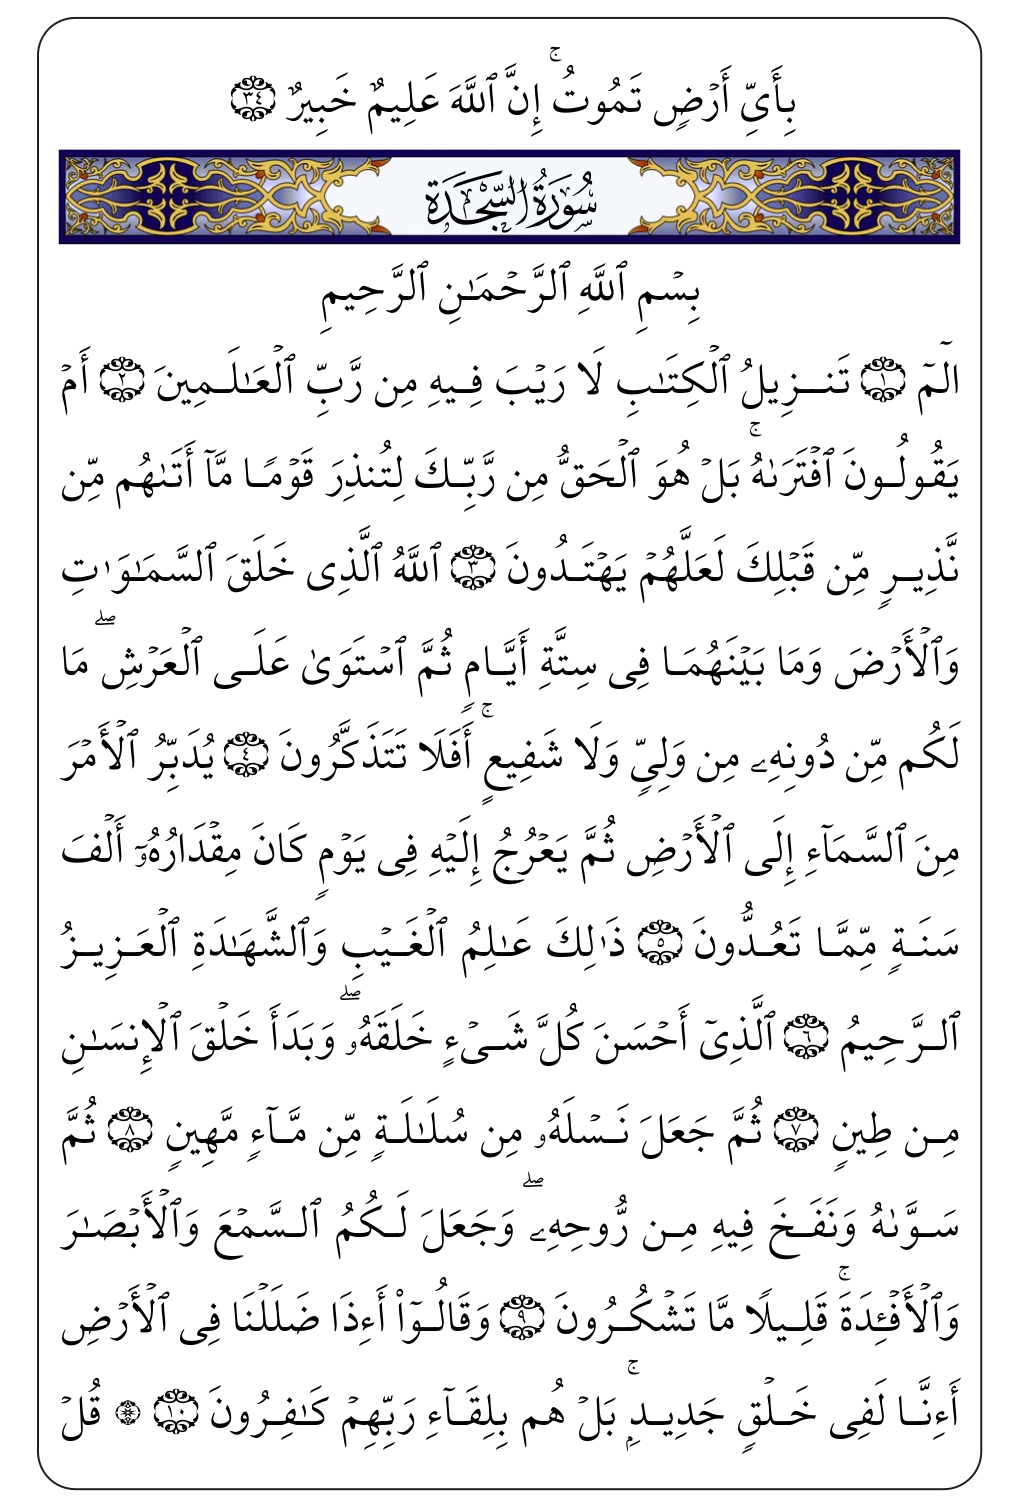 بِأَيِّ أَرۡضٖ تَمُوتُۚ إِنَّ ٱللَّهَ عَلِيمٌ خَبِيرٌ ٣٤
سُورَةُ السَّجۡدَةِ
بِسۡمِ ٱللَّهِ ٱلرَّحۡمَـٰنِ ٱلرَّحِيمِ
الٓمٓ ١ تَنزِيلُ ٱلۡكِتَـٰبِ لَا رَيۡبَ فِيهِ مِن رَّبِّ ٱلۡعَـٰلَمِينَ ٢ أَمۡ
يَقُولُونَ ٱفۡتَرَىٰهُۚ بَلۡ هُوَ ٱلۡحَقُّ مِن رَّبِّكَ لِتُنذِرَ قَوۡمٗا مَّآ أَتَىٰهُم مِّن
نَّذِيرٖ مِّن قَبۡلِكَ لَعَلَّهُمۡ يَهۡتَدُونَ ٣ ٱللَّهُ ٱلَّذِى خَلَقَ ٱلسَّمَـٰوَٰتِ
وَٱلۡأَرۡضَ وَمَا بَيۡنَهُمَا فِى سِتَّةِ أَيَّامٖ ثُمَّ ٱسۡتَوَىٰ عَلَى ٱلۡعَرۡشِۖ مَا
لَكُم مِّن دُونِهِۦ مِن وَلِىّٖ وَلَا شَفِيعٍۚ أَفَلَا تَتَذَكَّرُونَ ٤ يُدَبِّرُ ٱلۡأَمۡرَ
مِنَ ٱلسَّمَآءِ إِلَى ٱلۡأَرۡضِ ثُمَّ يَعۡرُجُ إِلَيۡهِ فِى يَوۡمٖ كَانَ مِقۡدَارُهُۥٓ أَلۡفَ
سَنَةٖ مِّمَّا تَعُدُّونَ ٥ ذَٰلِكَ عَـٰلِمُ ٱلۡغَيۡبِ وَٱلشَّهَـٰدَةِ ٱلۡعَزِيزُ
ٱلرَّحِيمُ ٦ ٱلَّذِىٓ أَحۡسَنَ كُلَّ شَىۡءٍ خَلَقَهُۥۖ وَبَدَأَ خَلۡقَ ٱلۡإِنسَـٰنِ
مِن طِينٖ ٧ ثُمَّ جَعَلَ نَسۡلَهُۥ مِن سُلَـٰلَةٖ مِّن مَّآءٖ مَّهِينٖ ٨ ثُمَّ
سَوَّىٰهُ وَنَفَخَ فِيهِ مِن رُّوحِهِۦۖ وَجَعَلَ لَكُمُ ٱلسَّمۡعَ وَٱلۡأَبۡصَـٰرَ
وَٱلۡأَفۡـِٔدَةَۚ قَلِيلٗا مَّا تَشۡكُرُونَ ٩ وَقَالُوٓاْ أَءِذَا ضَلَلۡنَا فِى ٱلۡأَرۡضِ
أَءِنَّا لَفِى خَلۡقٖ جَدِيدِۭۚ بَلۡ هُم بِلِقَآءِ رَبِّهِمۡ كَـٰفِرُونَ ١٠ ۞ قُلۡ